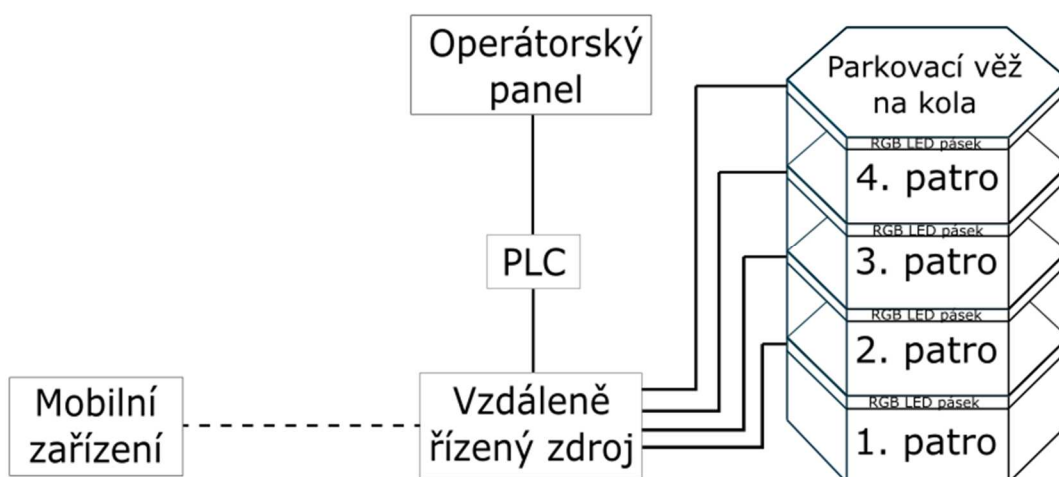 Operátorský
panel
Parkovací věž
na kola
RGB LED pásek
4. patro
RGB LED pásek
PLC
3. patro
RGB LED pásek
2. patro
Mobilní
zařízení
Vzdáleně
řízený zdroj
RGB LED pásek
1. patro